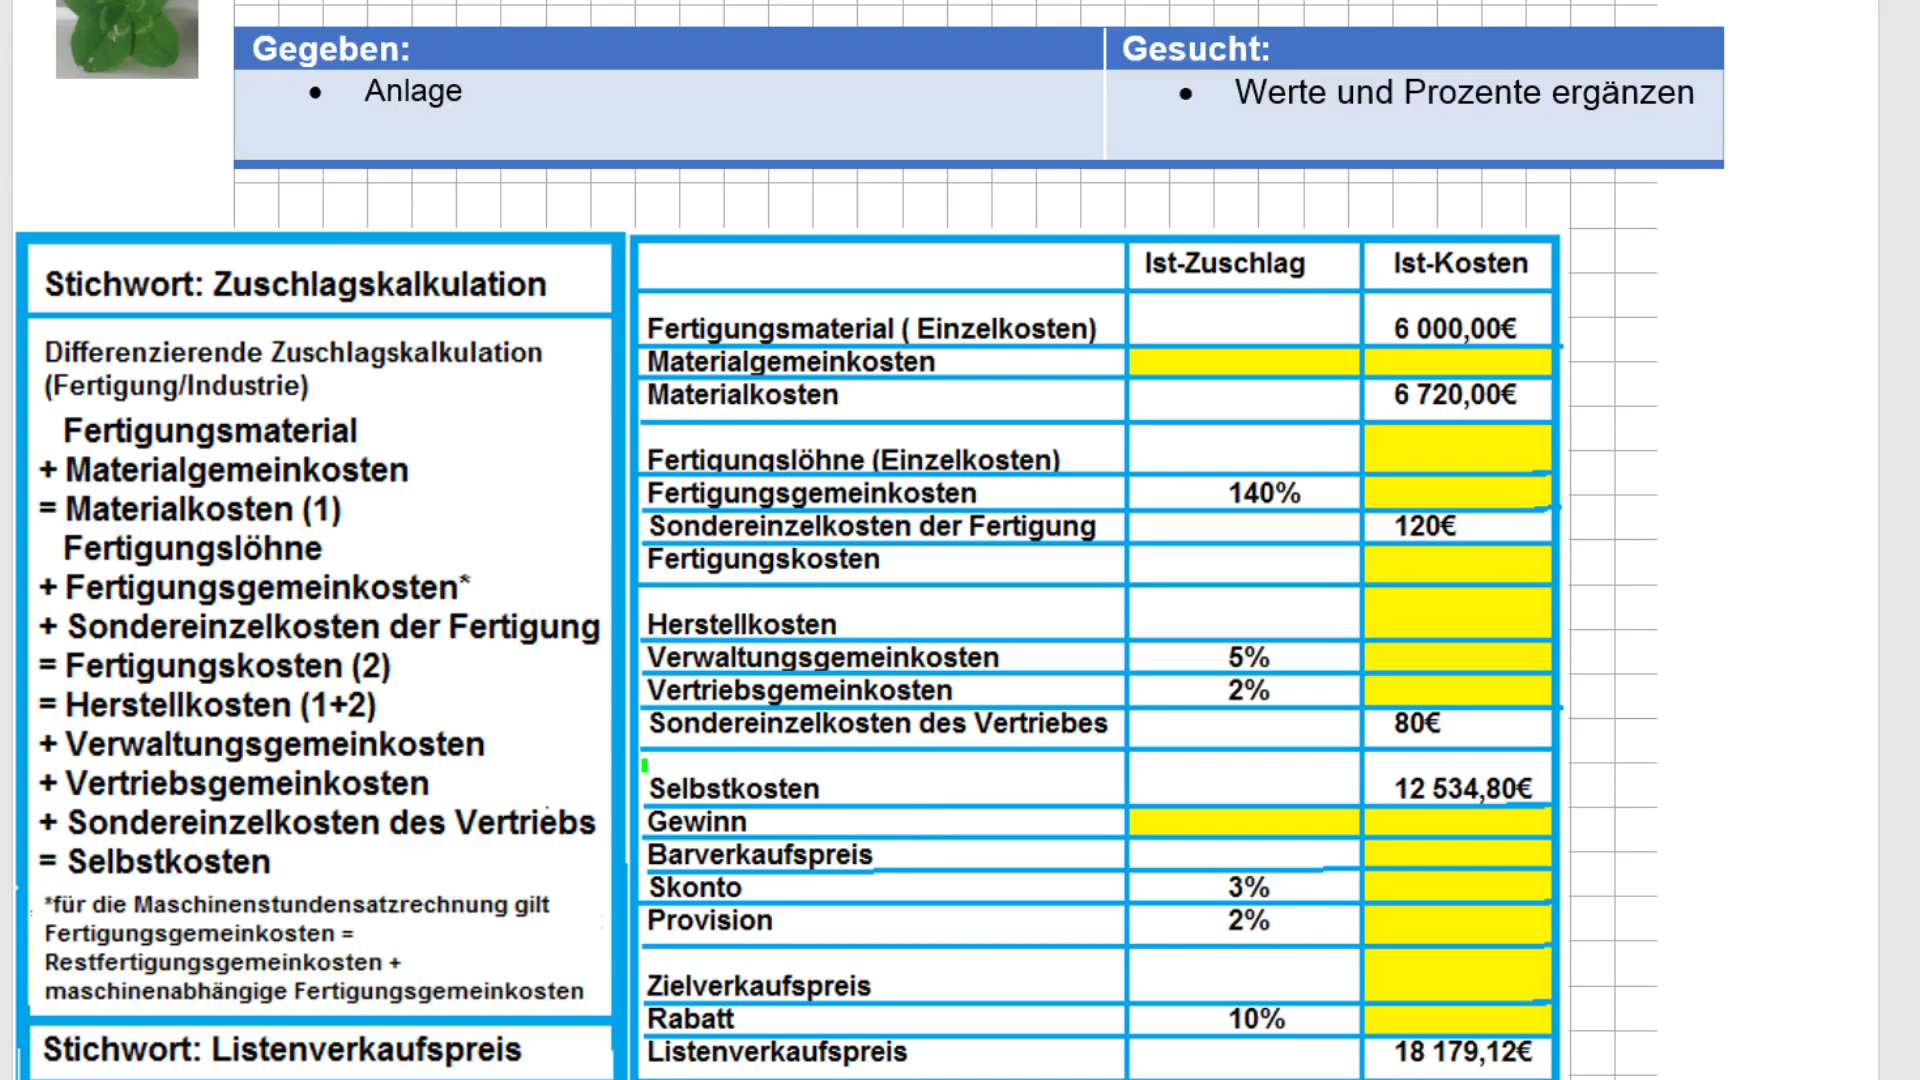 Gegeben:
Gesucht:
• Anlage
• Werte und Prozente ergänzen
Stichwort: Zuschlagskalkulation
Differenzierende Zuschlagskalkulation
(Fertigung/Industrie)
Fertigungsmaterial
+ Materialgemeinkosten
= Materialkosten (1)
Fertigungslöhne
+ Fertigungsgemeinkosten*
+ Sondereinzelkosten der Fertigung
= Fertigungskosten (2)
= Herstellkosten (1+2)
+ Verwaltungsgemeinkosten
+ Vertriebsgemeinkosten
+ Sondereinzelkosten des Vertriebs
= Selbstkosten
*für die Maschinenstundensatzrechnung gilt
Fertigungsgemeinkosten =
Restfertigungsgemeinkosten +
maschinenabhängige Fertigungsgemeinkosten
Stichwort: Listenverkaufspreis
Ist-Zuschlag Ist-Kosten
Fertigungsmaterial ( Einzelkosten) 6 000,00€
Materialgemeinkosten
Materialkosten 6 720,00€
Fertigungslöhne (Einzelkosten)
Fertigungsgemeinkosten 140%
Sondereinzelkosten der Fertigung 120€
Fertigungskosten
Herstellkosten
Verwaltungsgemeinkosten 5%
Vertriebsgemeinkosten 2%
Sondereinzelkosten des Vertriebes 80€
Selbstkosten 12 534,80€
Gewinn
Barverkaufspreis
Skonto 3%
Provision 2%
Zielverkaufspreis
Rabatt 10%
Listenverkaufspreis 18 179,12€